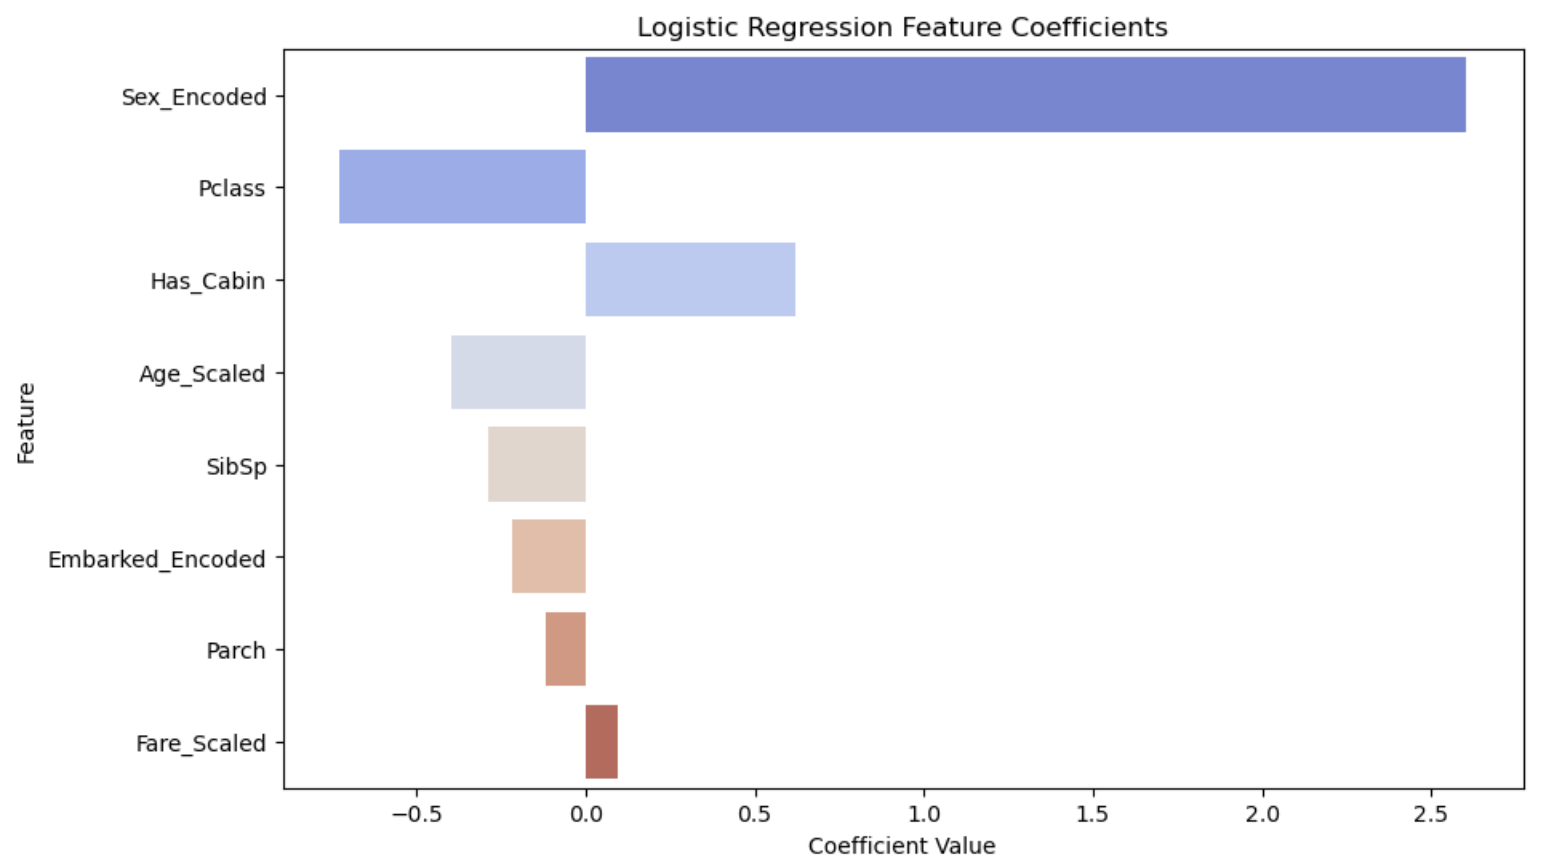 Logistic Regression Feature Coefficients
Sex_Encoded
Pclass
Has_Cabin
Age_Scaled
SibSp
Embarked_Encoded
Parch
Fare_Scaled
Feature
−0.5 0.0 0.5 1.0 1.5 2.0 2.5
Coefficient Value